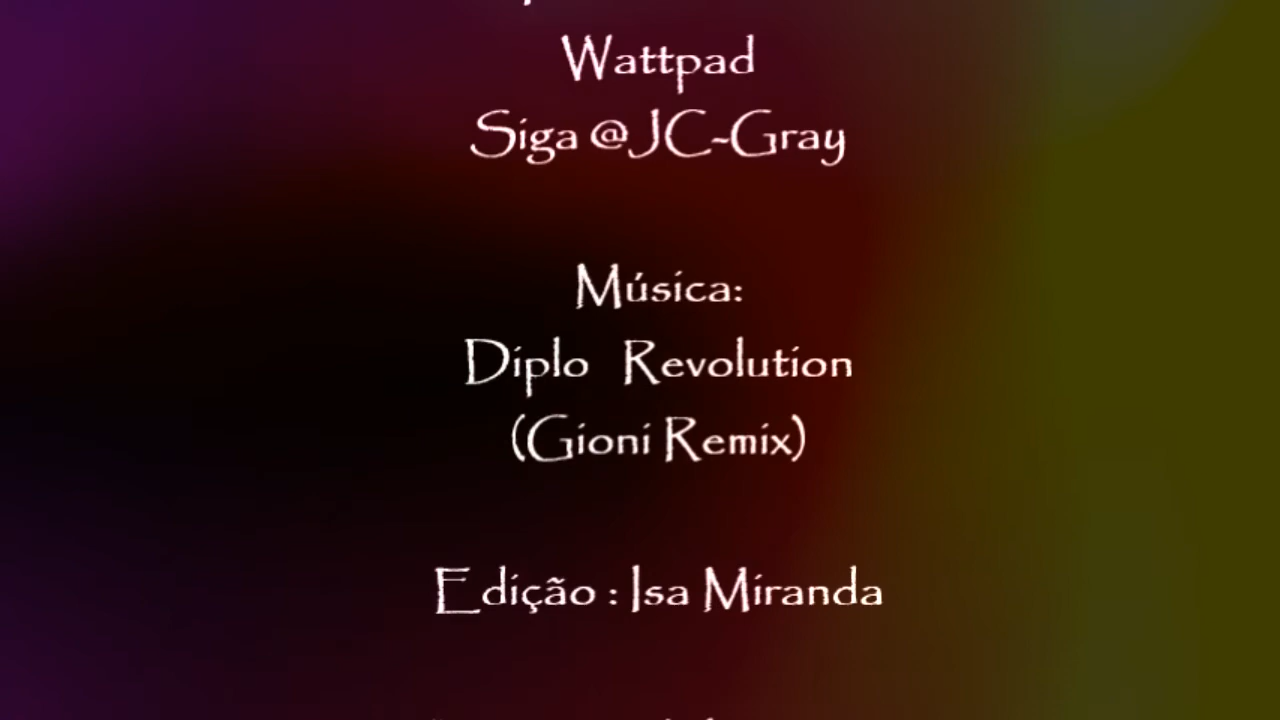 Wattpad
Siga @JC-Gray
Música:
Diplo Revolution
(Gioni Remix)
Edição : Isa Miranda